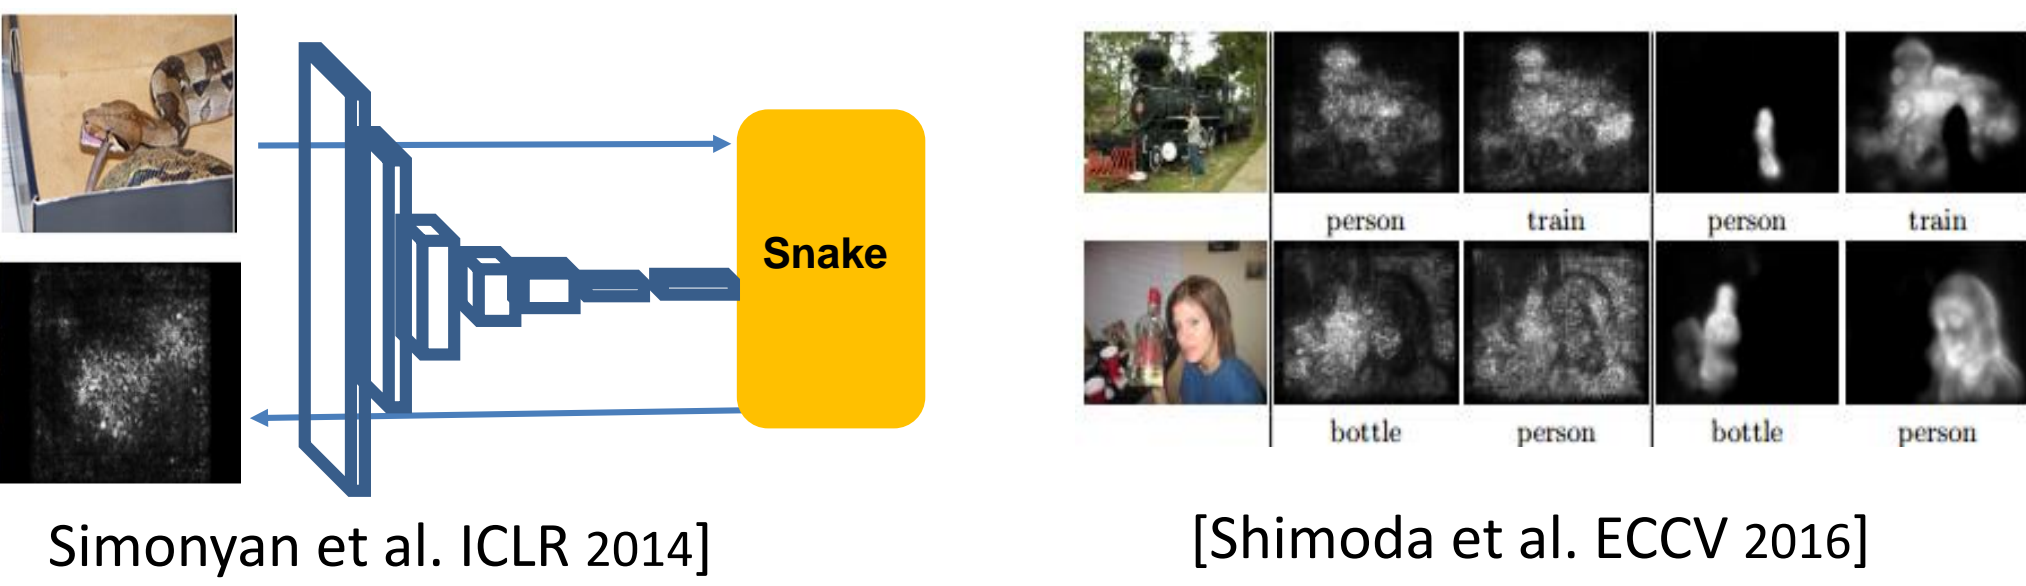 Snake
person train person train
bottle person bottle person
Simonyan et al. ICLR 2014]
[Shimoda et al. ECCV 2016]